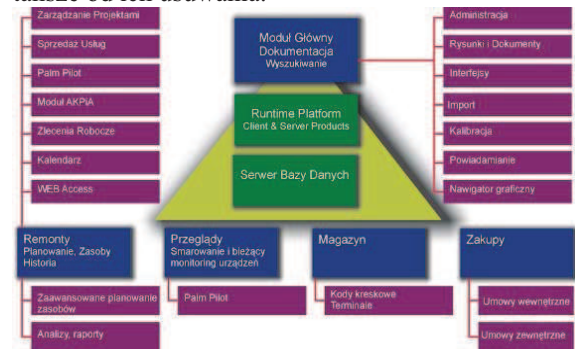 Zarządzanie Projektami
Sprzedaż Usług
Palm Pilot
Moduł AKPiA
Zlecenia Robocze
Kalendarz
WEB Access
Moduł Główny
Dokumentacja
Wyszukiwanie
Runtime Platform
Client & Server Products
Serwer Bazy Danych
Administracja
Rysunki i Dokumenty
Interfejsy
Import
Kalibracja
Powiadamianie
Nawigator graficzny
Remonty
Planowanie, Zasoby
Historia
Zaawansowane planowanie
zasobów
Analizy, raporty
Przeglądy
Smarowanie i bieżący
monitoring urządzeń
Palm Pilot
Magazyn
Kody kreskowe
Terminale
Zakupy
Umowy wewnętrzne
Umowy zewnętrzne